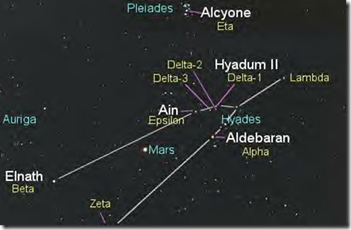 Pleiades
Alcyone
Eta
Delta-2
Hyadum II
Delta-3
Delta-1
Lambda
Ain
Epsilon
Auriga
Hyades
Aldebaran
Alpha
Mars
Elnath
Beta
Zeta